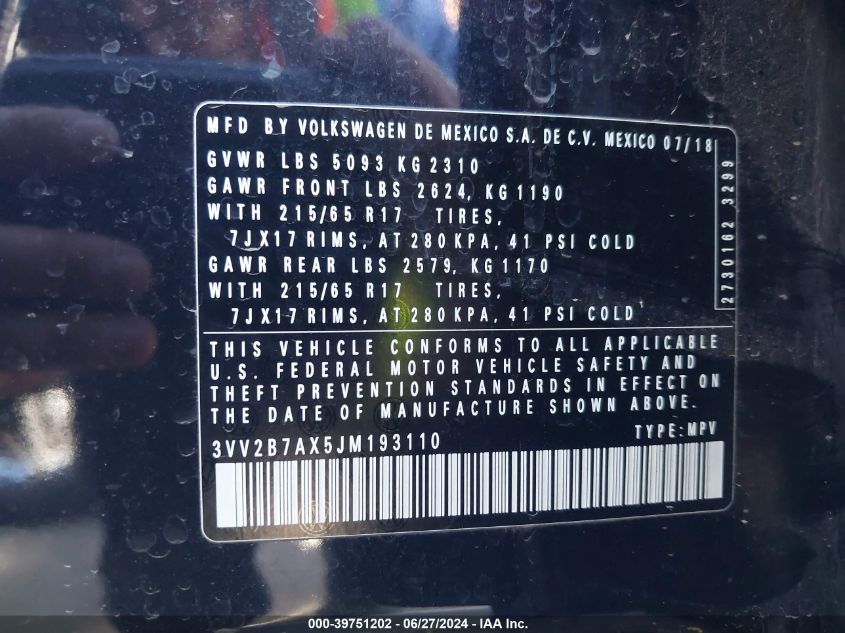 MFD BY VOLKSWAGEN DE MEXICO S.A. DE C.V. MEXICO 07/18
GVWR LBS 5093 KG 2310
GAWR FRONT LBS 2624, KG 1190
WITH 215/65 R17 TIRES,
7JX17 RIMS, AT 280 KPA, 41 PSI COLD
GAWR REAR LBS 2579, KG 1170
WITH 215/65 R17 TIRES,
7JX17 RIMS, AT 280 KPA, 41 PSI COLD
2730162 3299
THIS VEHICLE CONFORMS TO ALL APPLICABLE
U.S. FEDERAL MOTOR VEHICLE SAFETY AND
THEFT PREVENTION STANDARDS IN EFFECT ON
THE DATE OF MANUFACTURE SHOWN ABOVE.
3VV2B7AX5JM193110 TYPE:MPV
000-39751202 - 06/27/2024 - IAA Inc.